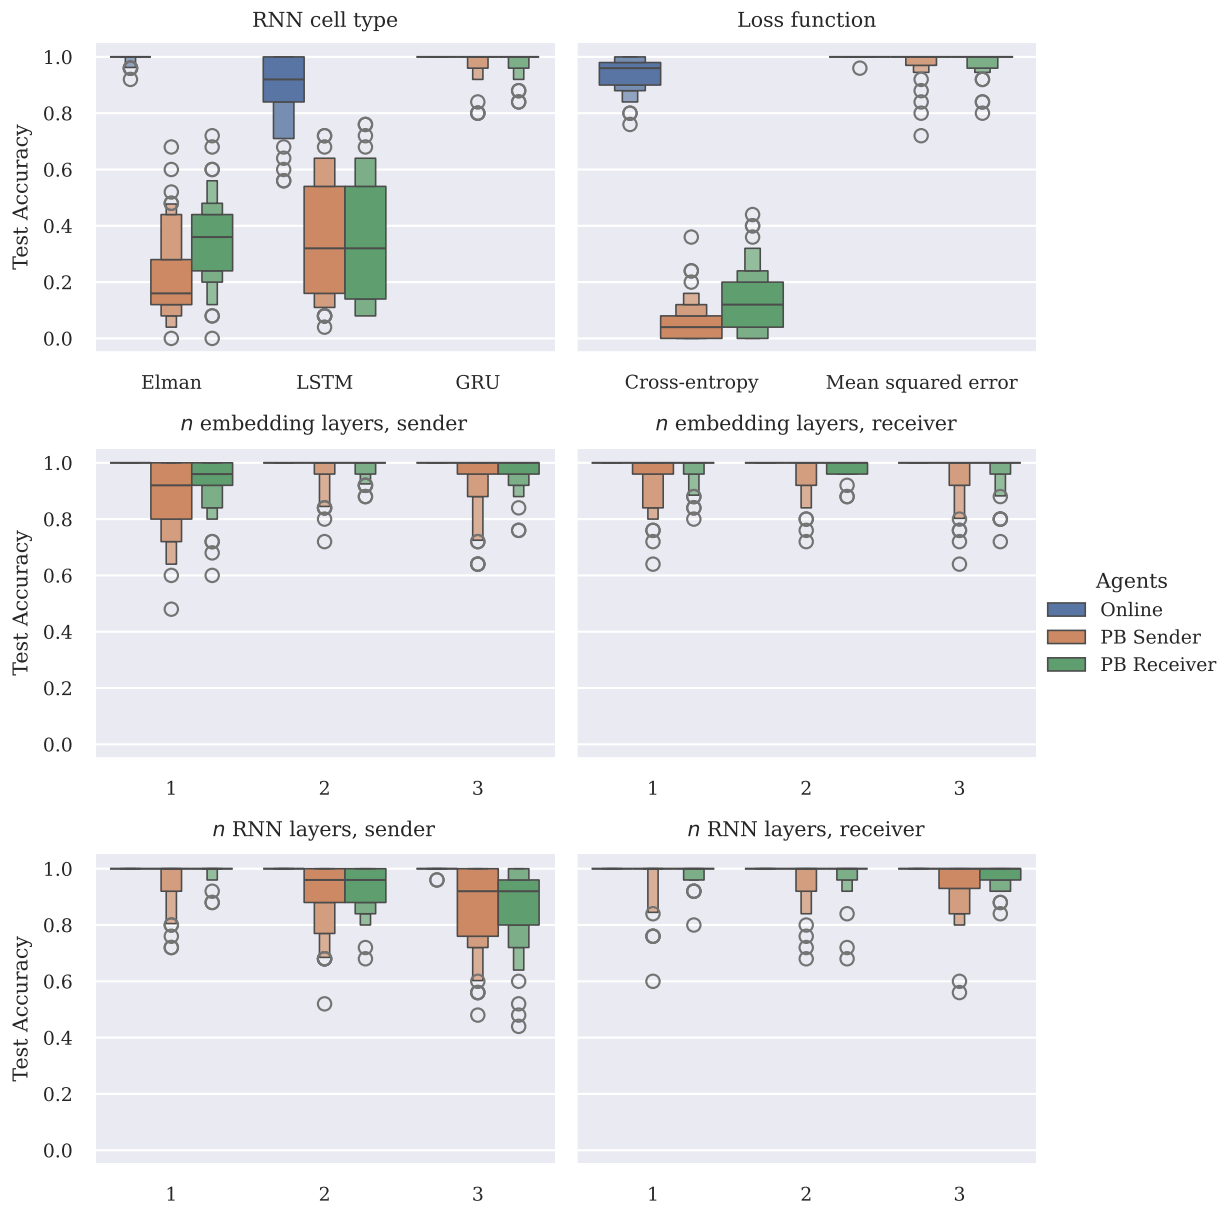 RNN cell type
Loss function
Test Accuracy
1.0
0.8
0.6
0.4
0.2
0.0
Elman
LSTM
GRU
Cross-entropy
Mean squared error
n embedding layers, sender
n embedding layers, receiver
Test Accuracy
1.0
0.8
0.6
0.4
0.2
0.0
1
2
3
1
2
3
Agents
Online
PB Sender
PB Receiver
n RNN layers, sender
n RNN layers, receiver
Test Accuracy
1.0
0.8
0.6
0.4
0.2
0.0
1
2
3
1
2
3